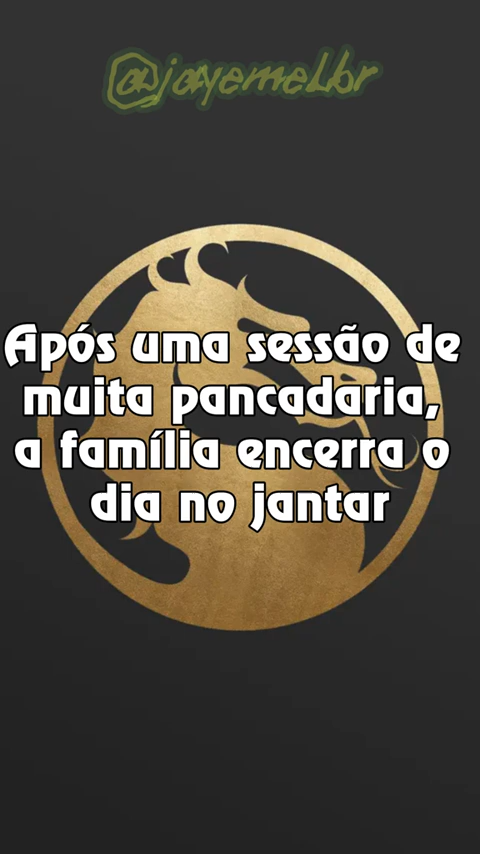 @jayemelbr
Após uma sessão de
muita pancadaria,
a família encerra o
dia no jantar